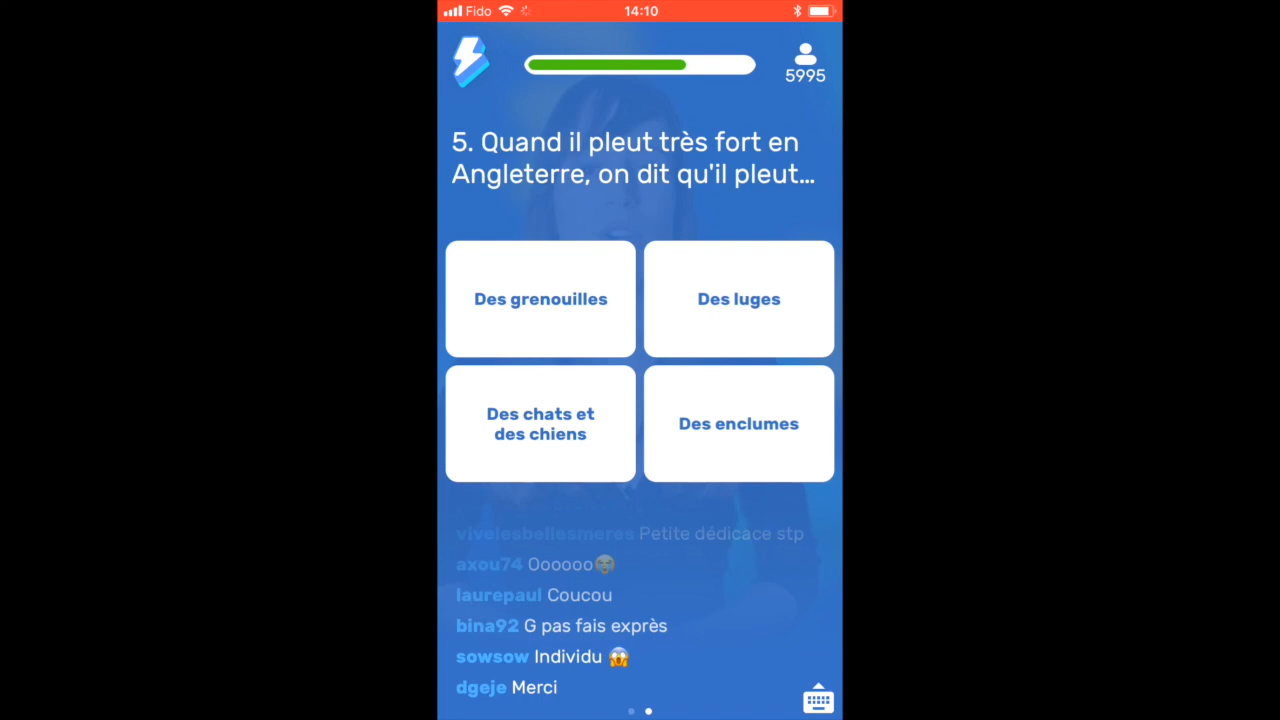 Fido 14:10
5995
5. Quand il pleut très fort en
Angleterre, on dit qu'il pleut...
Des grenouilles
Des luges
Des chats et
des chiens
Des enclumes
vivelesbellesmeres Petite dédicace stp
axou74 Oooooo😭
laurepaul Coucou
bina92 G pas fais exprès
sowsow Individu 😱
dgeje Merci